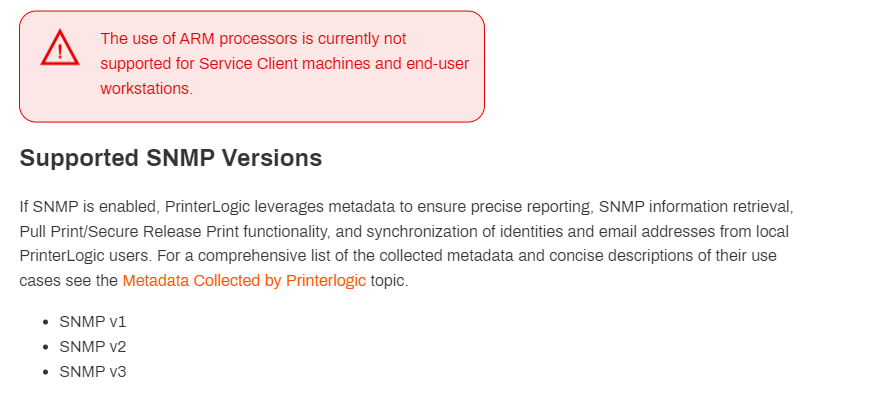 The use of ARM processors is currently not
supported for Service Client machines and end-user
workstations.
Supported SNMP Versions
If SNMP is enabled, PrinterLogic leverages metadata to ensure precise reporting, SNMP information retrieval,
Pull Print/Secure Release Print functionality, and synchronization of identities and email addresses from local
PrinterLogic users. For a comprehensive list of the collected metadata and concise descriptions of their use
cases see the Metadata Collected by Printerlogic topic.
• SNMP v1
• SNMP v2
• SNMP v3